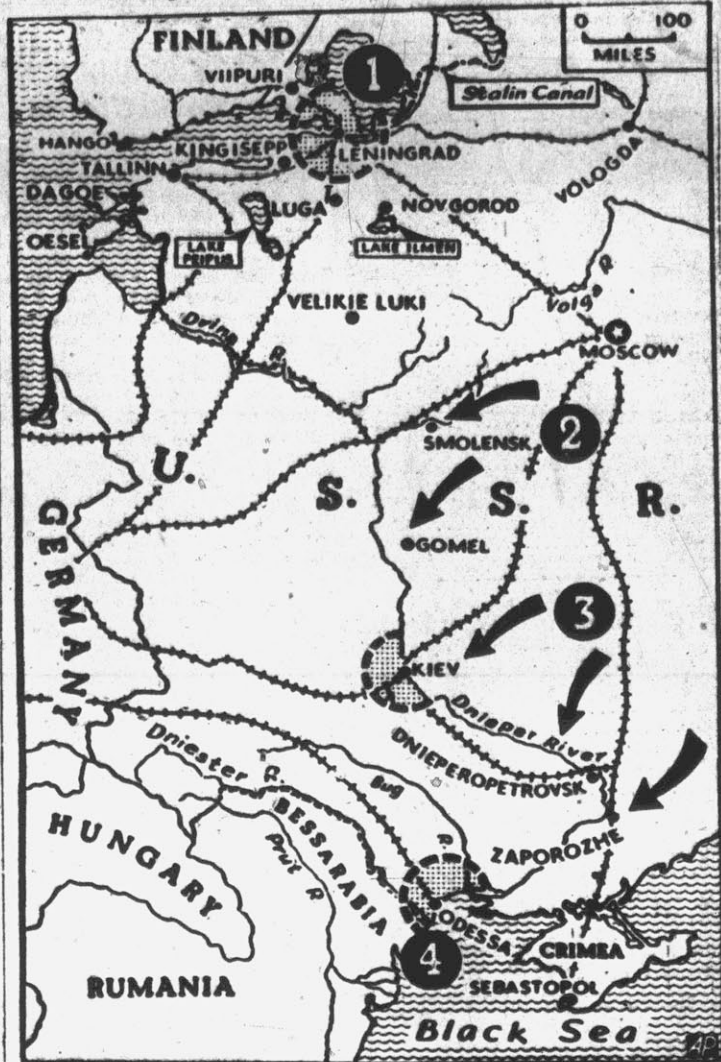 FINLAND
0 100
MILES
VIIPURI
1
Stalin Canal
HANGO
KINGISEPP
LENINGRAD
TALLINN
VOLOGDA
DAGOE
LUGA
NOVGOROD
OESEL
LAKE
PEIPUS
LAKE ILMEN
VELIKIE LUKI
Volga R.
Dvina R.
MOSCOW
SMOLENSK
2
U. S. S. R.
GOMEL
GERMANY
3
KIEV
Dnieper River
Dniester R.
Bug R.
DNIEPEROPETROVSK
HUNGARY
BESSARABIA
Prut R
ZAPOROZHE
ODESSA
4
CRIMEA
RUMANIA
SEBASTOPOL
Black Sea
AP